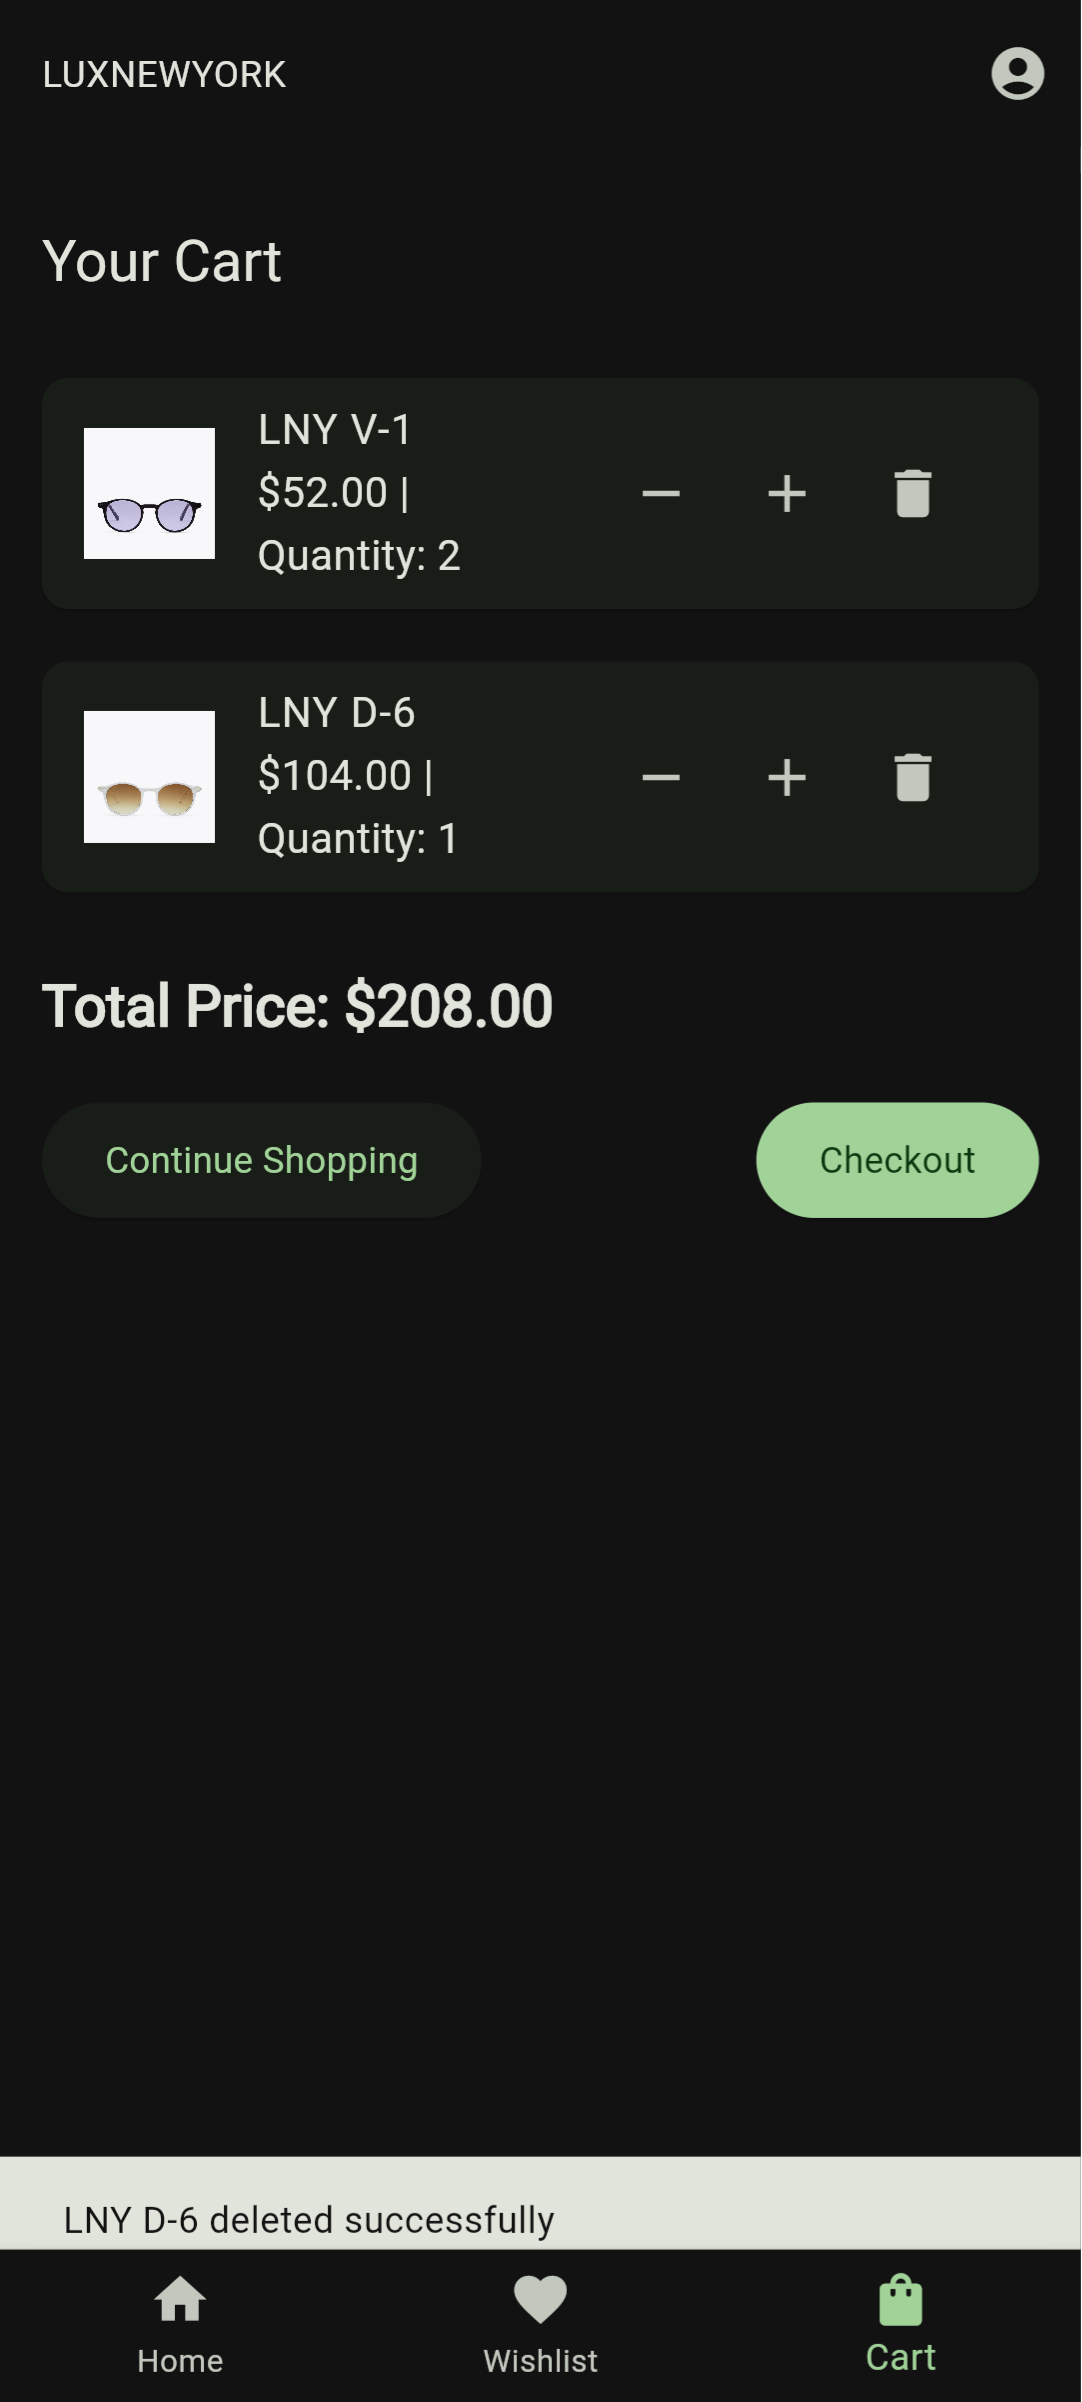 LUXNEWYORK
Your Cart
LNY V-1
$52.00 |
Quantity: 2
LNY D-6
$104.00 |
Quantity: 1
Total Price: $208.00
Continue Shopping
Checkout
LNY D-6 deleted successfully
Home
Wishlist
Cart